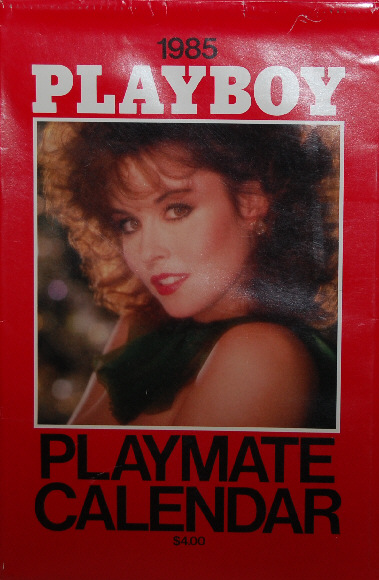 1985
PLAYBOY
PLAYMATE
CALENDAR
$4.00